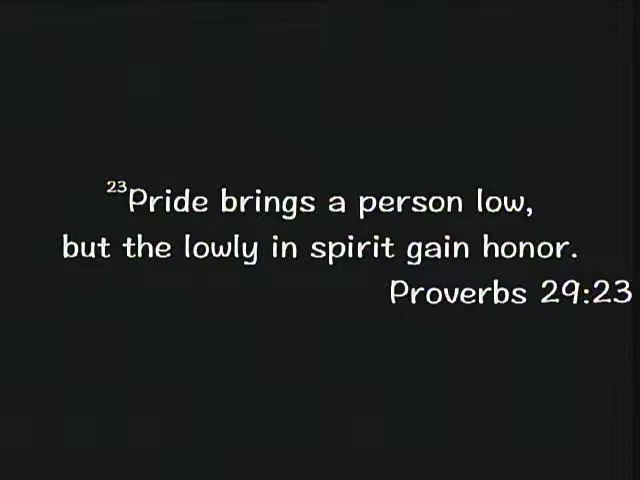 ²³Pride brings a person low,
but the lowly in spirit gain honor.
Proverbs 29:23